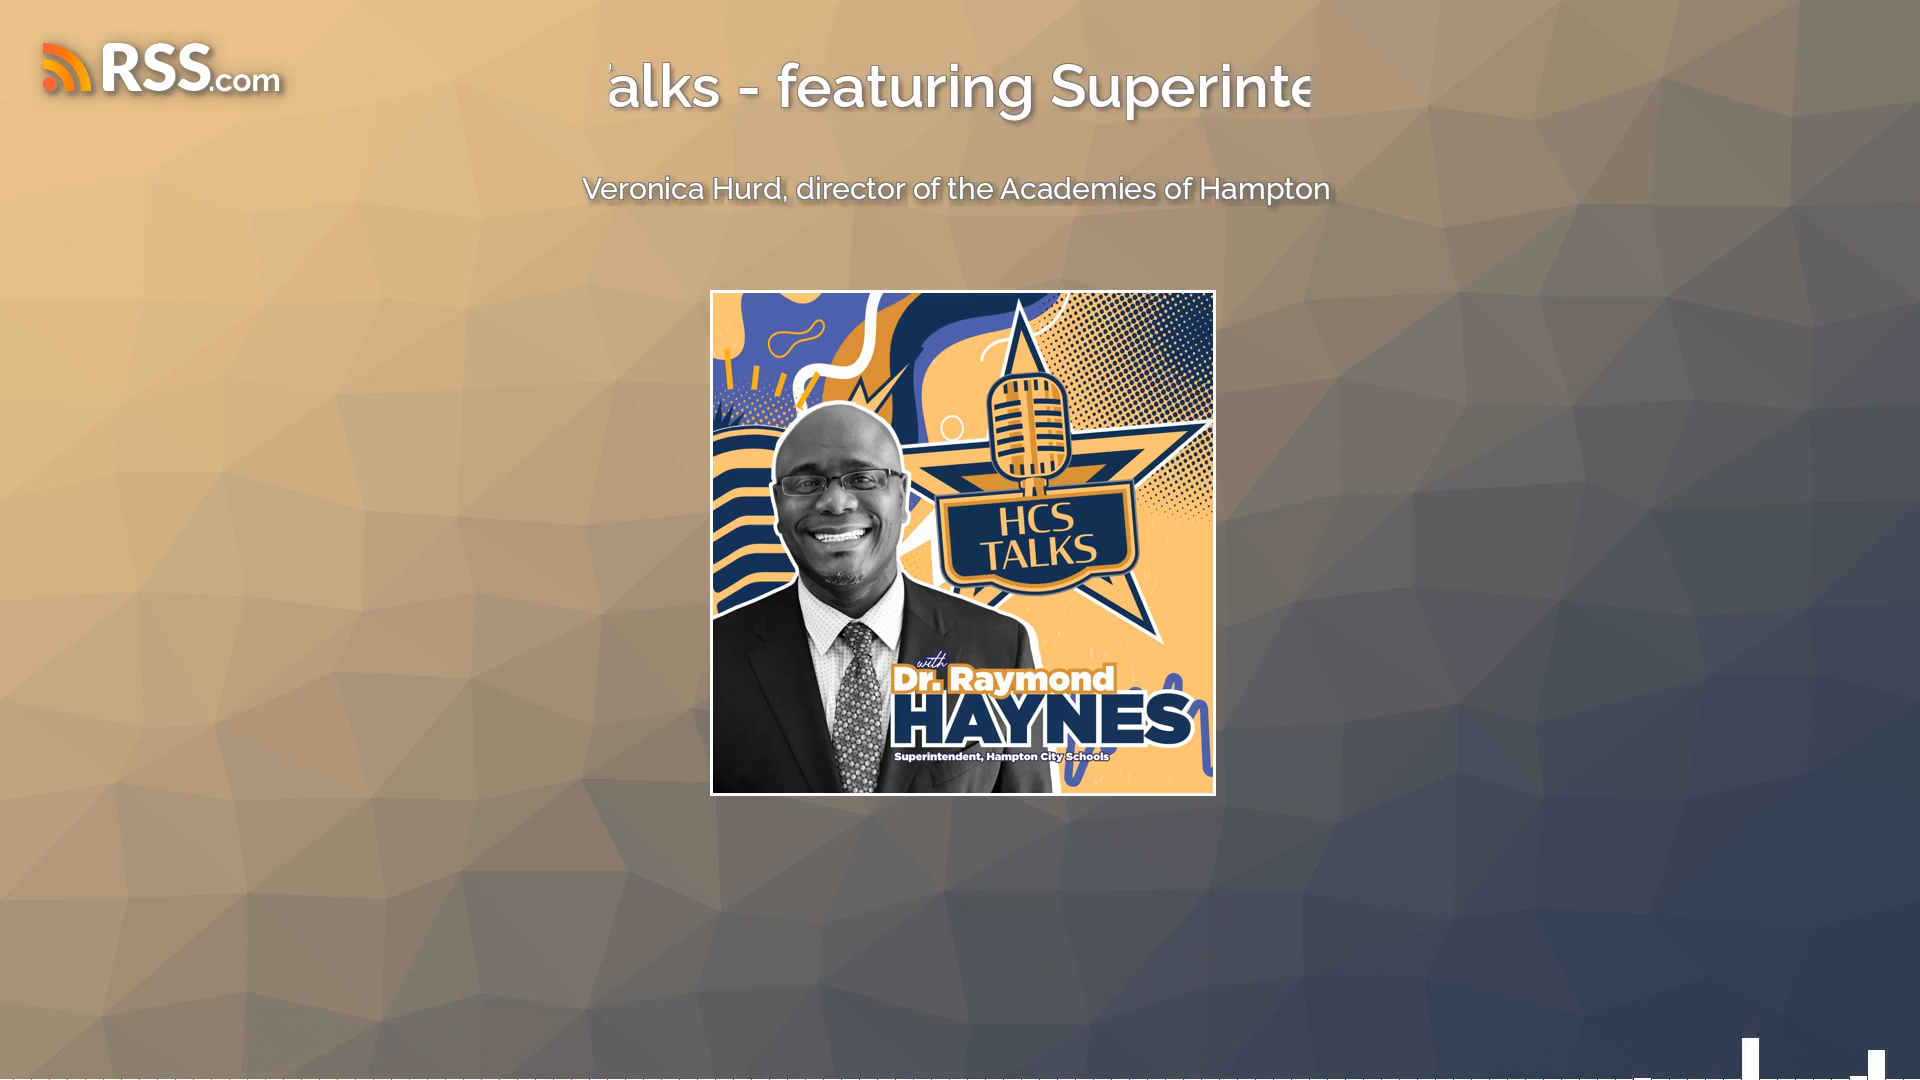 RSS.com
alks - featuring Superinte
Veronica Hurd, director of the Academies of Hampton
HCS
TALKS
with
Dr. Raymond
HAYNES
Superintendent, Hampton City Schools